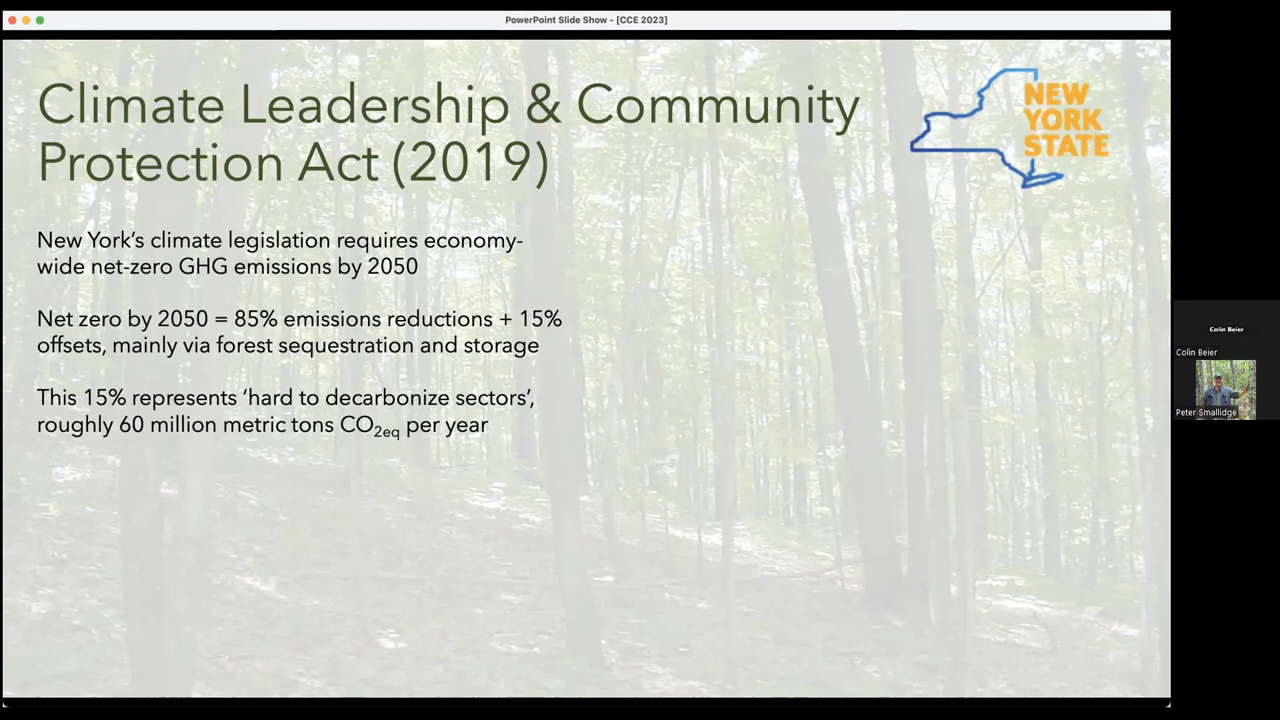 PowerPoint Slide Show - [CCE 2023]
Climate Leadership & Community
Protection Act (2019)
NEW
YORK
STATE
New York’s climate legislation requires economy-
wide net-zero GHG emissions by 2050
Net zero by 2050 = 85% emissions reductions + 15%
offsets, mainly via forest sequestration and storage
This 15% represents ‘hard to decarbonize sectors’,
roughly 60 million metric tons CO2eq per year
Colin Beier
Colin Beier
Peter Smallidge